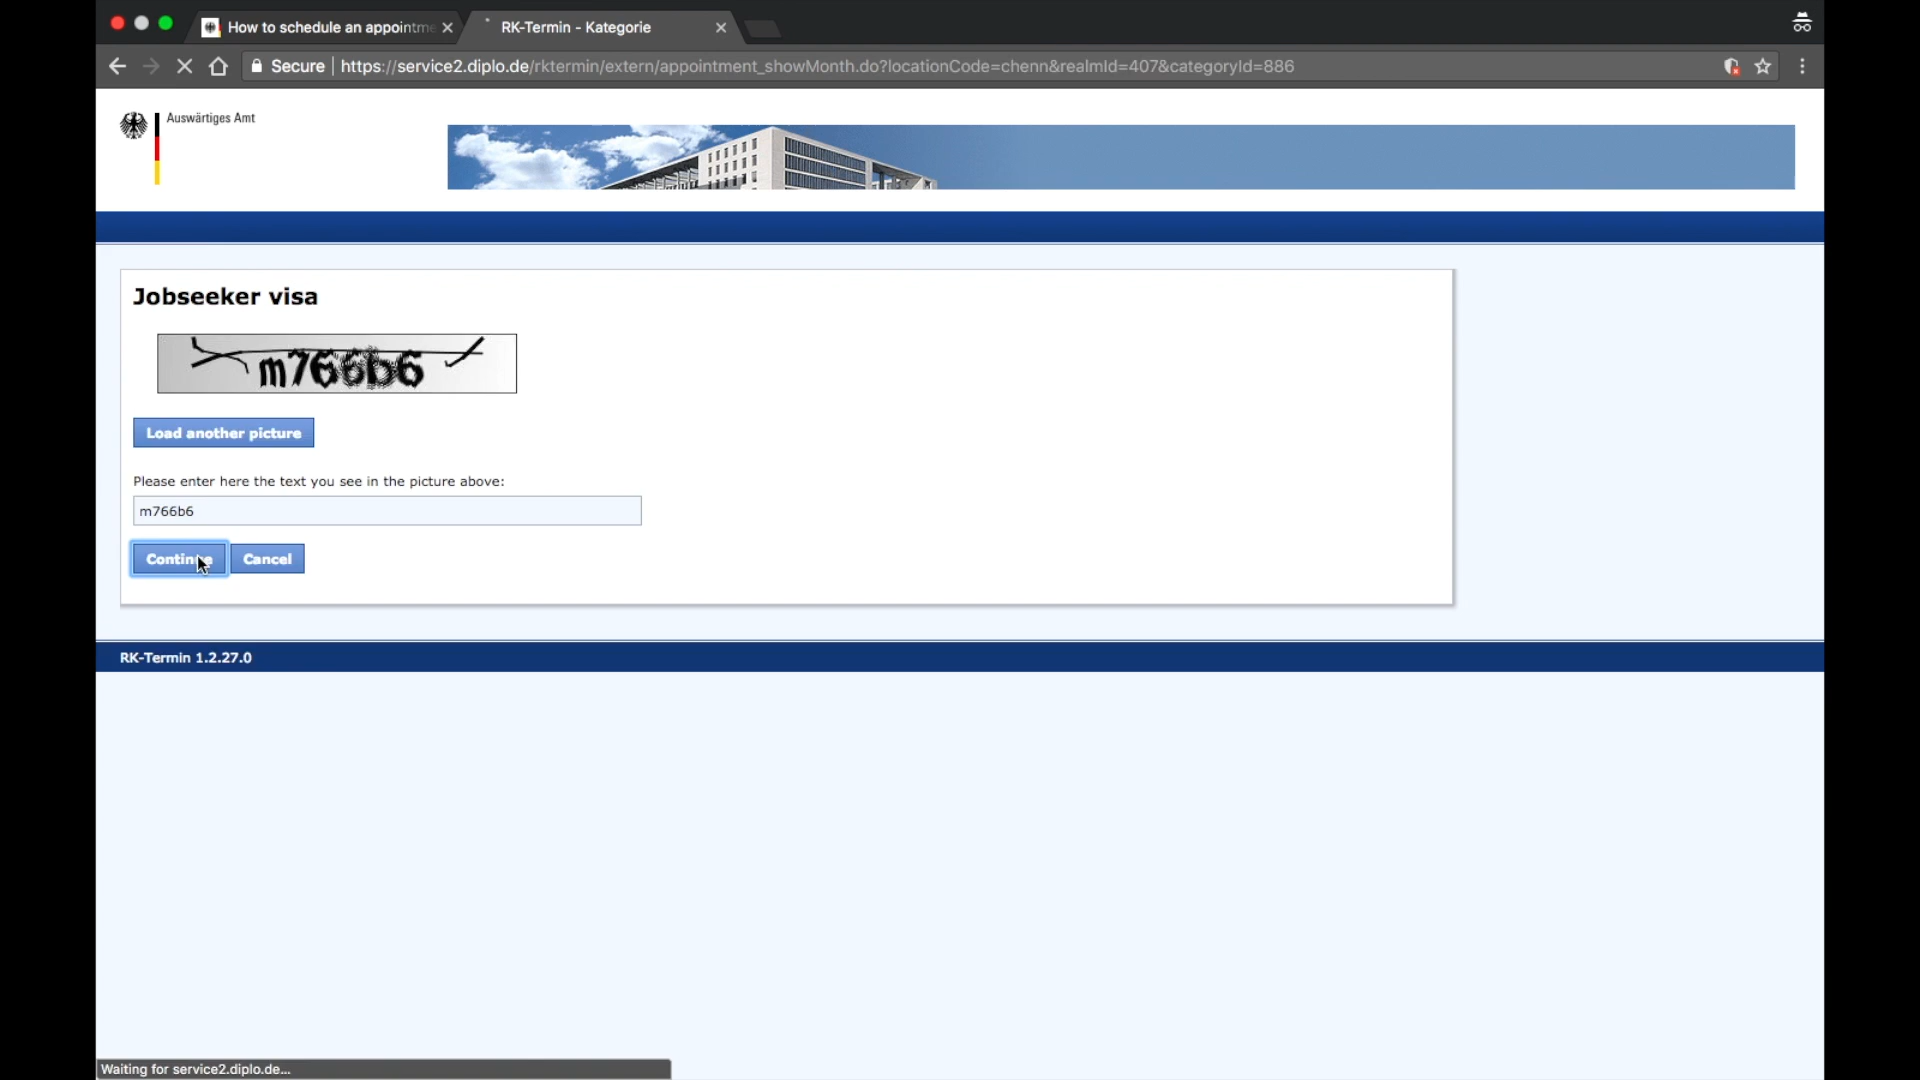 How to schedule an appointme
RK-Termin - Kategorie
Secure
https://service2.diplo.de/rktermin/extern/appointment_showMonth.do?locationCode=chenn&realmId=407&categoryId=886
Auswärtiges Amt
Jobseeker visa
m766b6
Load another picture
Please enter here the text you see in the picture above:
m766b6
Continue Cancel
RK-Termin 1.2.27.0
Waiting for service2.diplo.de...